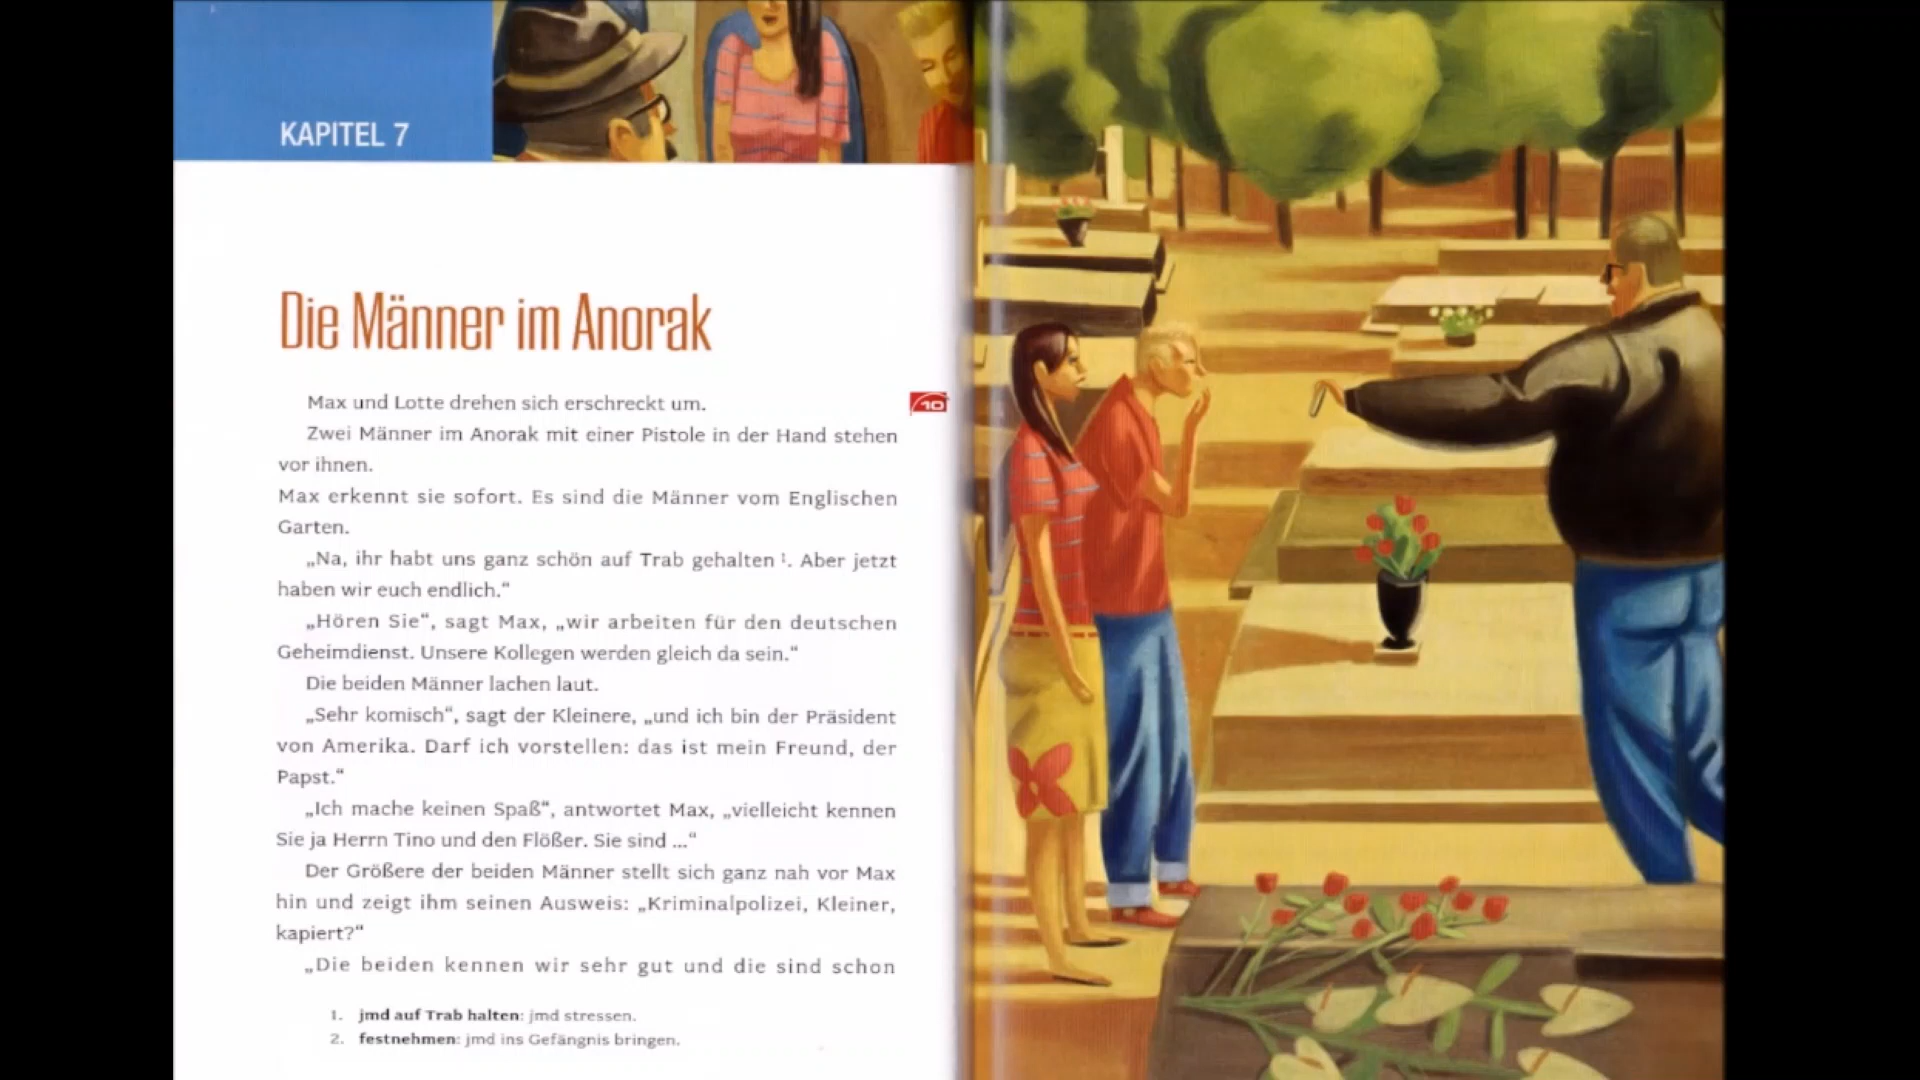 KAPITEL 7
Die Männer im Anorak
Max und Lotte drehen sich erschreckt um.
10
Zwei Männer im Anorak mit einer Pistole in der Hand stehen
vor ihnen.
Max erkennt sie sofort. Es sind die Männer vom Englischen
Garten.
„Na, ihr habt uns ganz schön auf Trab gehalten ¹. Aber jetzt
haben wir euch endlich.“
„Hören Sie“, sagt Max, „wir arbeiten für den deutschen
Geheimdienst. Unsere Kollegen werden gleich da sein.“
Die beiden Männer lachen laut.
„Sehr komisch“, sagt der Kleinere, „und ich bin der Präsident
von Amerika. Darf ich vorstellen: das ist mein Freund, der
Papst.“
„Ich mache keinen Spaß“, antwortet Max, „vielleicht kennen
Sie ja Herrn Tino und den Flößer. Sie sind ...“
Der Größere der beiden Männer stellt sich ganz nah vor Max
hin und zeigt ihm seinen Ausweis: „Kriminalpolizei, Kleiner,
kapiert?“
„Die beiden kennen wir sehr gut und die sind schon
1. jmd auf Trab halten: jmd stressen.
2. festnehmen: jmd ins Gefängnis bringen.